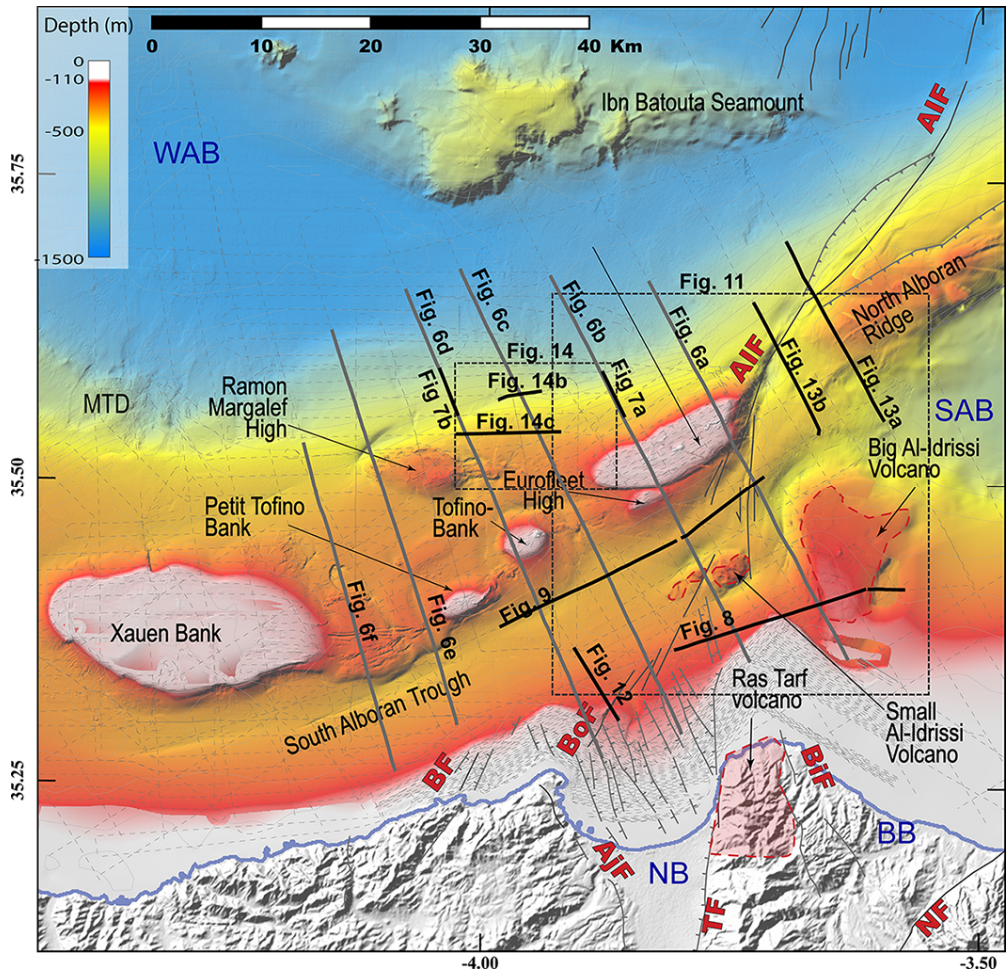 Depth (m)
0
-110
-500
-1500
0 10 20 30 40 Km
Ibn Batouta Seamount
WAB
AIF
35.75
Fig. 11
North Alboran
Ridge
Fig. 6d
Fig. 6c
Fig. 6b
Fig. 6a
Fig. 14
Fig. 14b
Fig 7a
Fig. 7b
Fig. 14c
AIF
Fig. 13b
Fig. 13a
MTD
Ramon
Margalef
High
SAB
Big Al-Idrissi
Volcano
35.50
Eurofleet
High
Petit Tofino
Bank
Tofino-
Bank
Xauen Bank
Fig. 6f
Fig. 6e
Fig. 9
Fig. 8
Fig. 12
South Alboran Trough
Ras Tarf
volcano
Small
Al-Idrissi
Volcano
35.25
BF
BoF
BiF
BB
AjF
NB
TF
NF
-4.00
-3.50